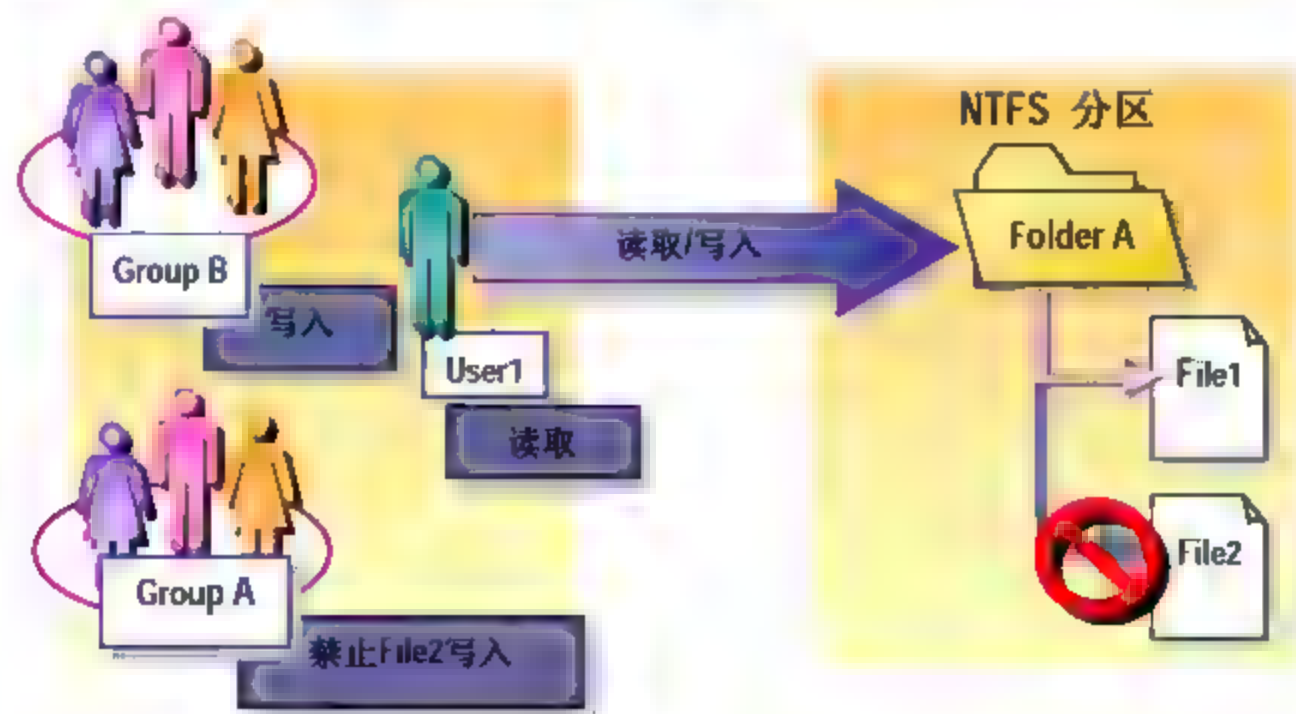 NTFS 分区
Group B
写入
User1
读取
读取/写入
Folder A
File1
File2
Group A
禁止File2写入